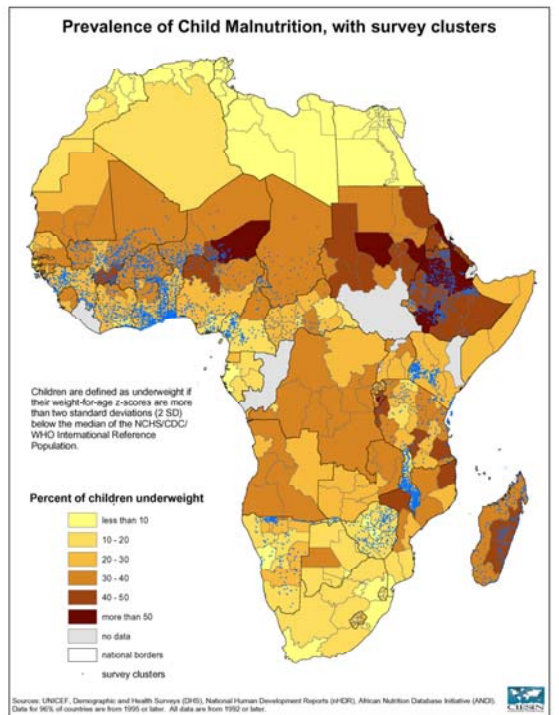 Prevalence of Child Malnutrition, with survey clusters
Children are defined as underweight if
their weight-for-age z-scores are more
than two standard deviations (2 SD)
below the median of the NCHS/CDC/
WHO International Reference
Population.
Percent of children underweight
less than 10
10 - 20
20 - 30
30 - 40
40 - 50
more than 50
no data
national borders
survey clusters
Sources: UNICEF, Demographic and Health Surveys (DHS), National Human Development Reports (nHDR), African Nutrition Database Initiative (ANDI).
Data for 96% of countries are from 1995 or later. All data are from 1992 or later.
CIESIN